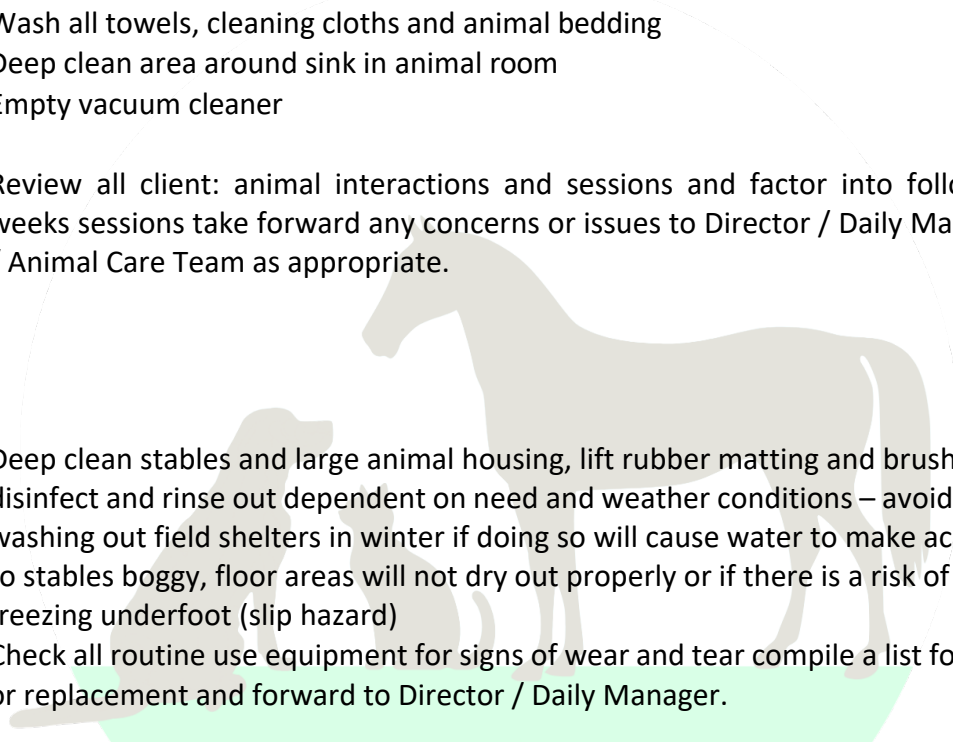 Wash all towels, cleaning cloths and animal bedding
Deep clean area around sink in animal room
Empty vacuum cleaner
Review all client: animal interactions and sessions and factor into
weeks sessions take forward any concerns or issues to Director / Daily
/ Animal Care Team as appropriate.
Deep clean stables and large animal housing, lift rubber matting and brush
disinfect and rinse out dependent on need and weather conditions – avoid
washing out field shelters in winter if doing so will cause water to make
to stables boggy, floor areas will not dry out properly or if there is a risk of
freezing underfoot (slip hazard)
Check all routine use equipment for signs of wear and tear compile a list
or replacement and forward to Director / Daily Manager.